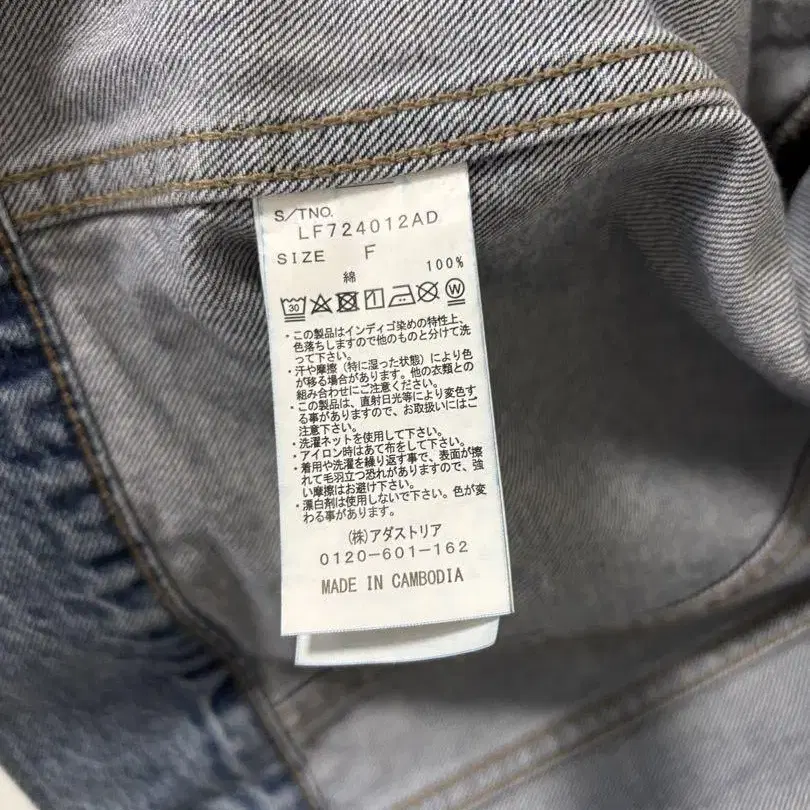 S/TNO.
LF724012AD
SIZE F
綿 100%
30 W
・この製品はインディゴ染めの特性上、
色落ちしますので他のものと分けて洗
って下さい。
・汗や摩擦（特に湿った状態）により色
が移る場合があります。他の衣類との
組み合わせにご注意ください。
・この製品は、直射日光等により変色す
る事がありますので、お取扱いにはご
注意下さい。
・洗濯ネットを使用して下さい。
・アイロン時はあて布をして下さい。
・着用や洗濯を繰り返す事で、表面が擦
れて毛羽立つ恐れがありますので、強
い摩擦はお避け下さい。
・漂白剤は使用しないで下さい。色が変
わる事があります。
(株)アダストリア
0120-601-162
MADE IN CAMBODIA